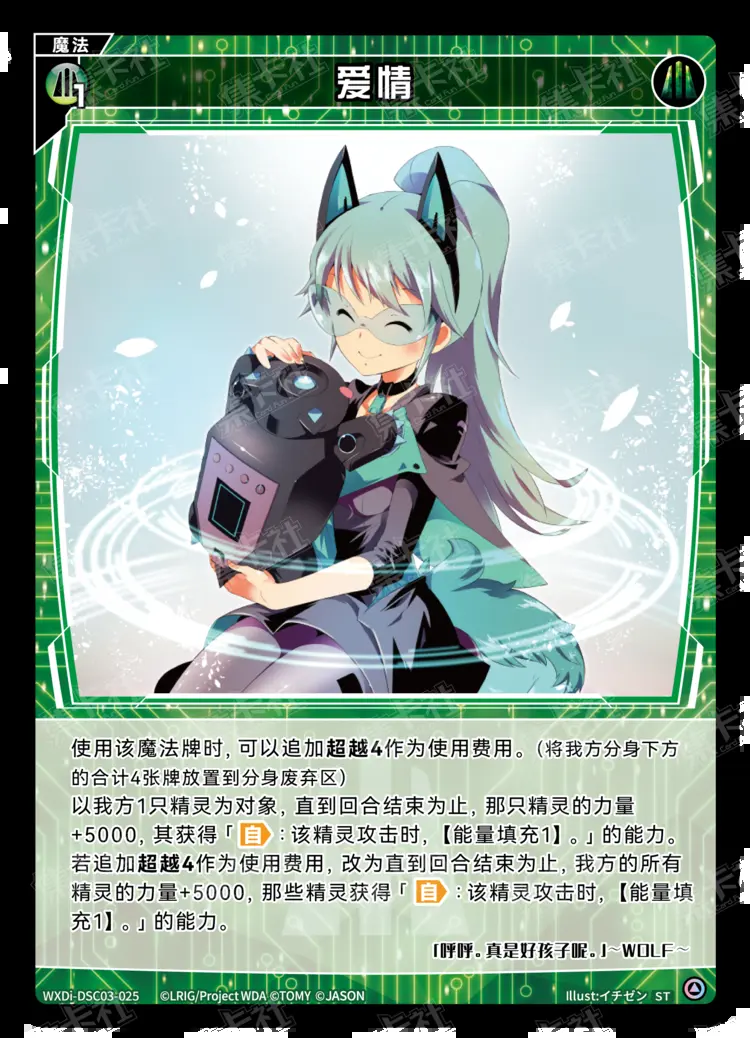 魔法
1
爱情
使用该魔法牌时, 可以追加超越4作为使用费用。(将我方分身下方
的合计4张牌放置到分身废弃区)
以我方1只精灵为对象, 直到回合结束为止, 那只精灵的力量
+5000, 其获得「自:该精灵攻击时,【能量填充1】。」的能力。
若追加超越4作为使用费用, 改为直到回合结束为止, 我方的所有
精灵的力量+5000, 那些精灵获得「自:该精灵攻击时,【能量填
充1】。」的能力。
「呼呼。真是好孩子呢。」~WOLF~
WXDi-DSC03-025 ©LRIG/Project WDA ©TOMY ©JASON Illust:イチゼン ST
集卡社